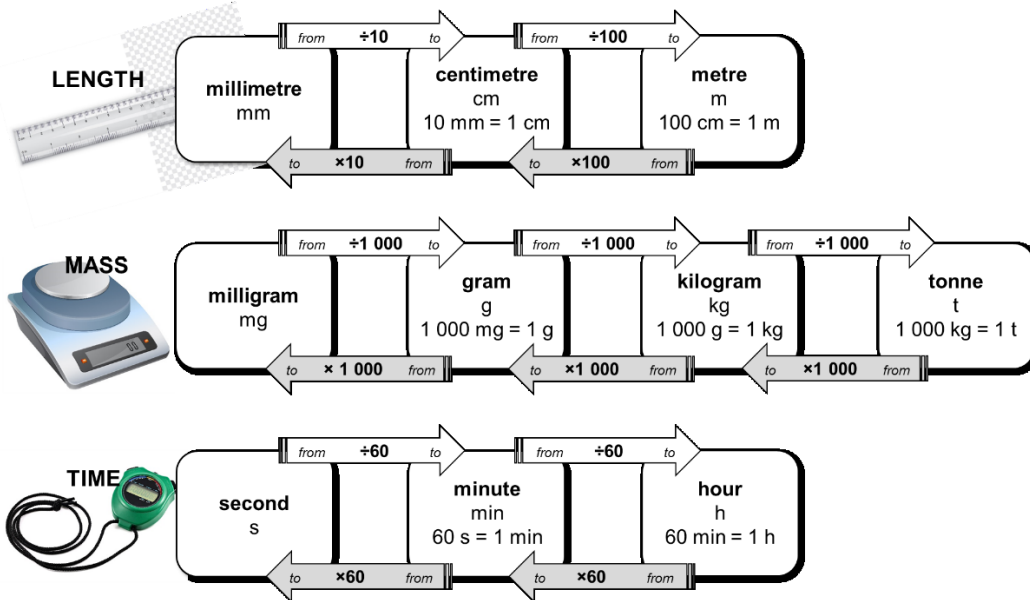 LENGTH
from ÷10 to
from ÷100 to
millimetre
mm
centimetre
cm
10 mm = 1 cm
metre
m
100 cm = 1 m
to ×10 from
to ×100 from
MASS
from ÷1 000 to
from ÷1 000 to
from ÷1 000 to
milligram
mg
gram
g
1 000 mg = 1 g
kilogram
kg
1 000 g = 1 kg
tonne
t
1 000 kg = 1 t
to × 1 000 from
to ×1 000 from
to ×1 000 from
TIME
from ÷60 to
from ÷60 to
second
s
minute
min
60 s = 1 min
hour
h
60 min = 1 h
to ×60 from
to ×60 from